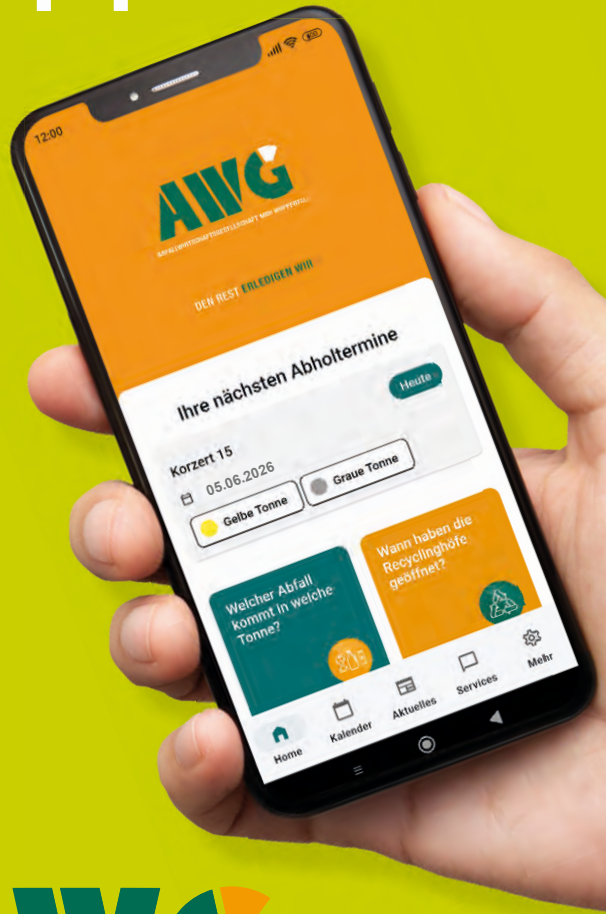 12:00
AWG
ABFALLWIRTSCHAFTSGESELLSCHAFT MBH WUPPERTAL
DEN REST ERLEDIGEN WIR
Ihre nächsten Abholtermine
Heute
Korzert 15
05.06.2026
Gelbe Tonne
Graue Tonne
Welcher Abfall
kommt in welche
Tonne?
Wann haben die
Recyclinghöfe
geöffnet?
Home
Kalender
Aktuelles
Services
Mehr